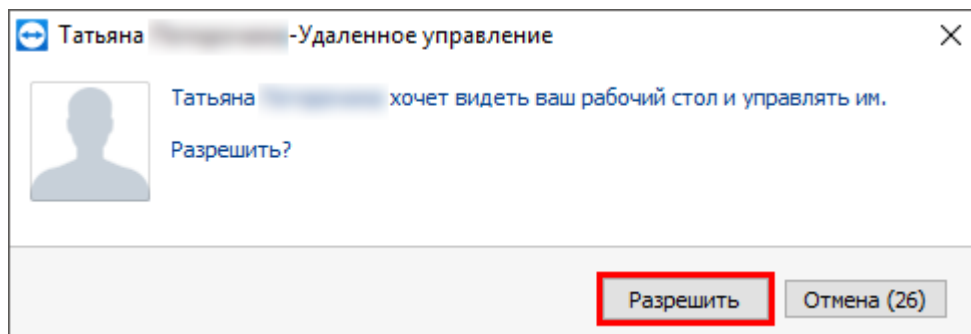 Татьяна -Удаленное управление
Татьяна хочет видеть ваш рабочий стол и управлять им.
Разрешить?
Разрешить
Отмена (26)